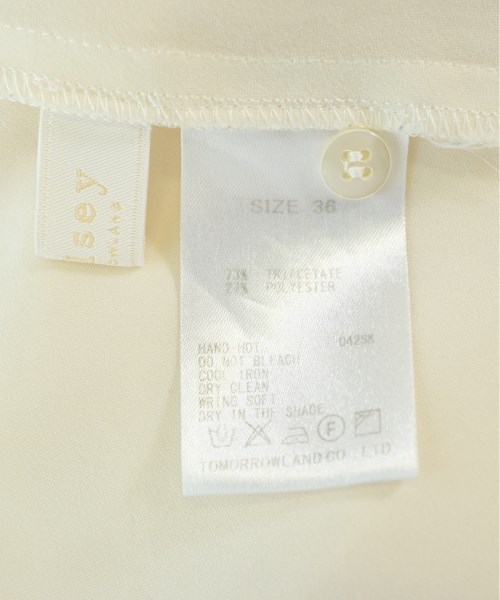 lsey
SIZE 36
73% TRIACETATE
27% POLYESTER
HAND-HOT. 042SK
DO NOT BLEACH
COOL IRON
DRY CLEAN
WRING SOFT
DRY IN THE SHADE
F
TOMORROWLAND CO.,LTD